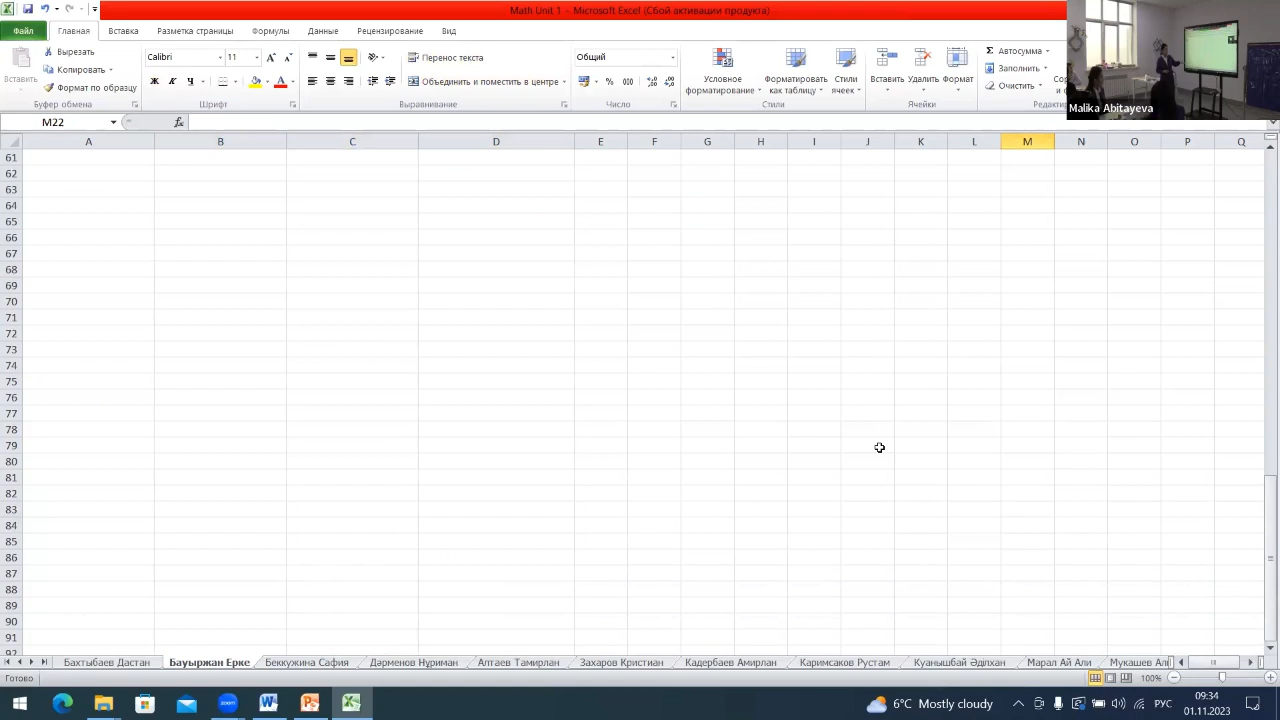 Math Unit 1 - Microsoft Excel (Сбой активации продукта)
Файл Главная Вставка Разметка страницы Формулы Данные Рецензирование Вид
Вставить Вырезать Копировать Формат по образцу
Calibri 11
Ж К Ч
Перенос текста
Объединить и поместить в центре
Общий
Условное форматирование Форматировать как таблицу Стили ячеек
Вставить Удалить Формат
Автосумма
Заполнить
Очистить
Буфер обмена Шрифт Выравнивание Число Стили Ячейки
Malika Abitayeva
M22 fx
A B C D E F G H I J K L M N O P Q
61
62
63
64
65
66
67
68
69
70
71
72
73
74
75
76
77
78
79
80
81
82
83
84
85
86
87
88
89
90
91
92
Бахтыбаев Дастан Бауыржан Ерке Беккужина Сафия Дәрменов Нұриман Аптаев Тамирлан Захаров Кристиан Кадербаев Амирлан Каримсаков Рустам Куанышбай Әділхан Марал Ай Али
Готово 100%
zoom
6°C Mostly cloudy РУС 09:34
01.11.2023